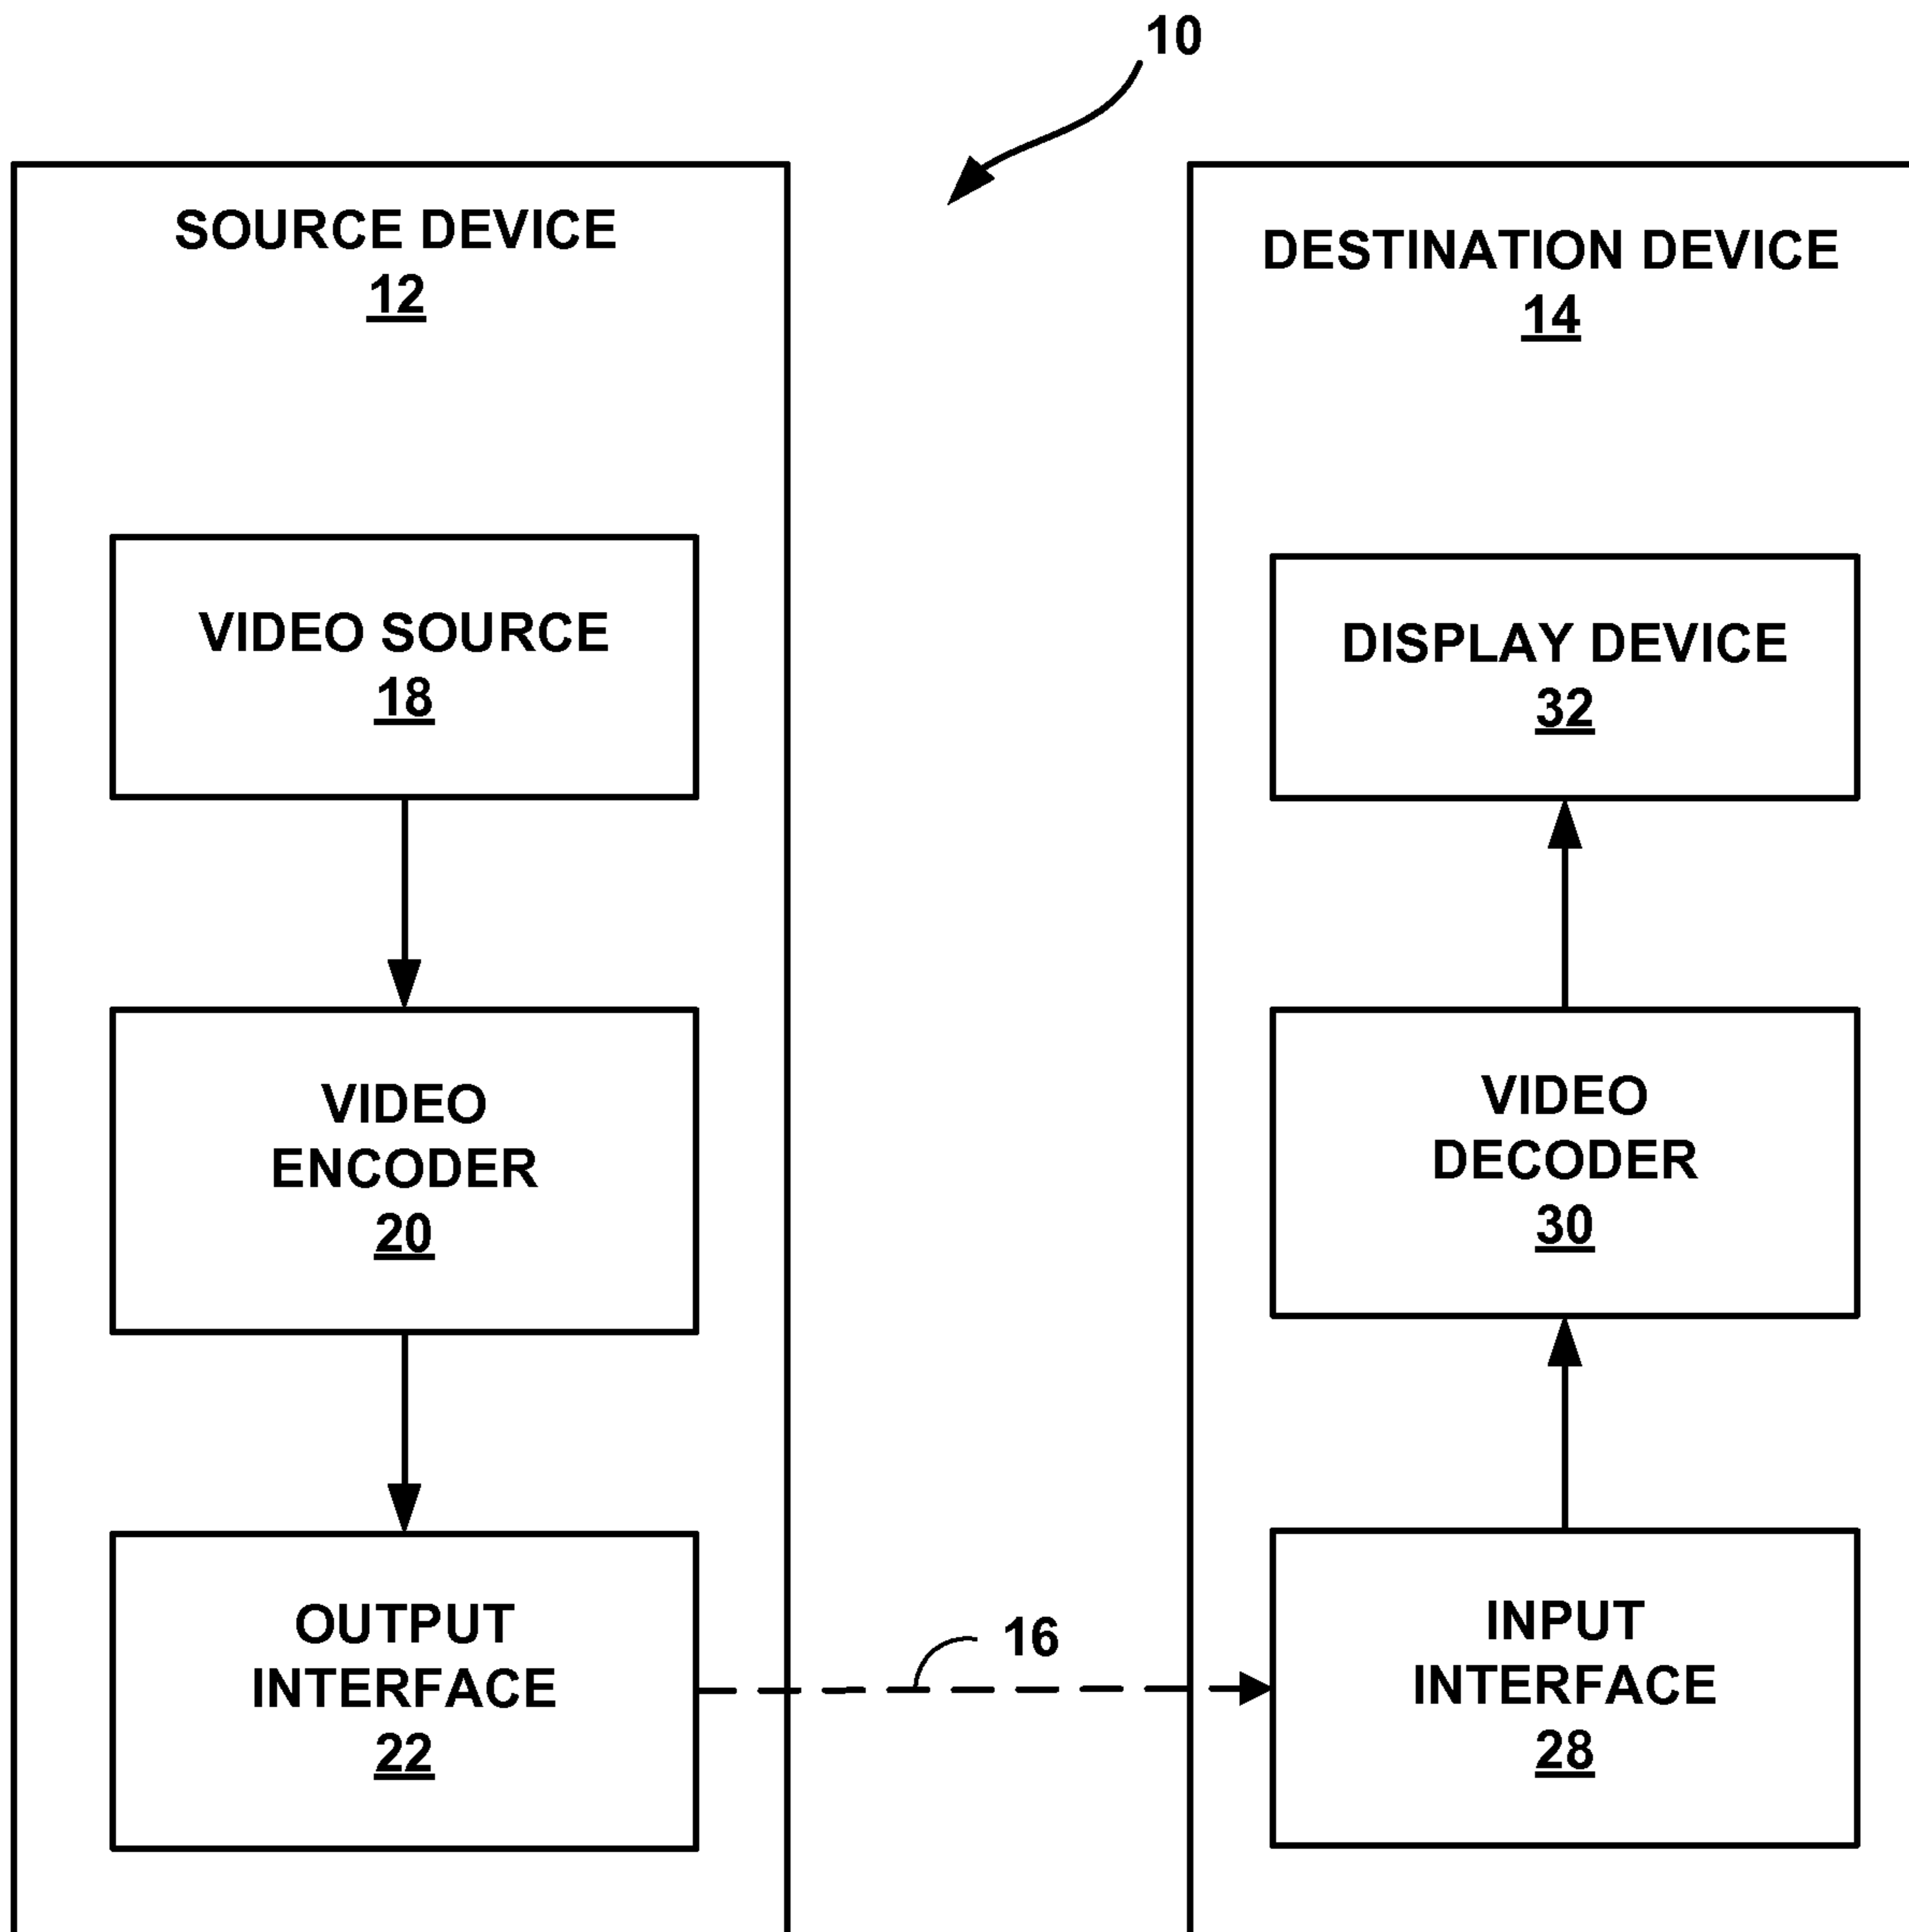 10
SOURCE DEVICE
12
VIDEO SOURCE
18
VIDEO
ENCODER
20
OUTPUT
INTERFACE
22
16
DESTINATION DEVICE
14
DISPLAY DEVICE
32
VIDEO
DECODER
30
INPUT
INTERFACE
28